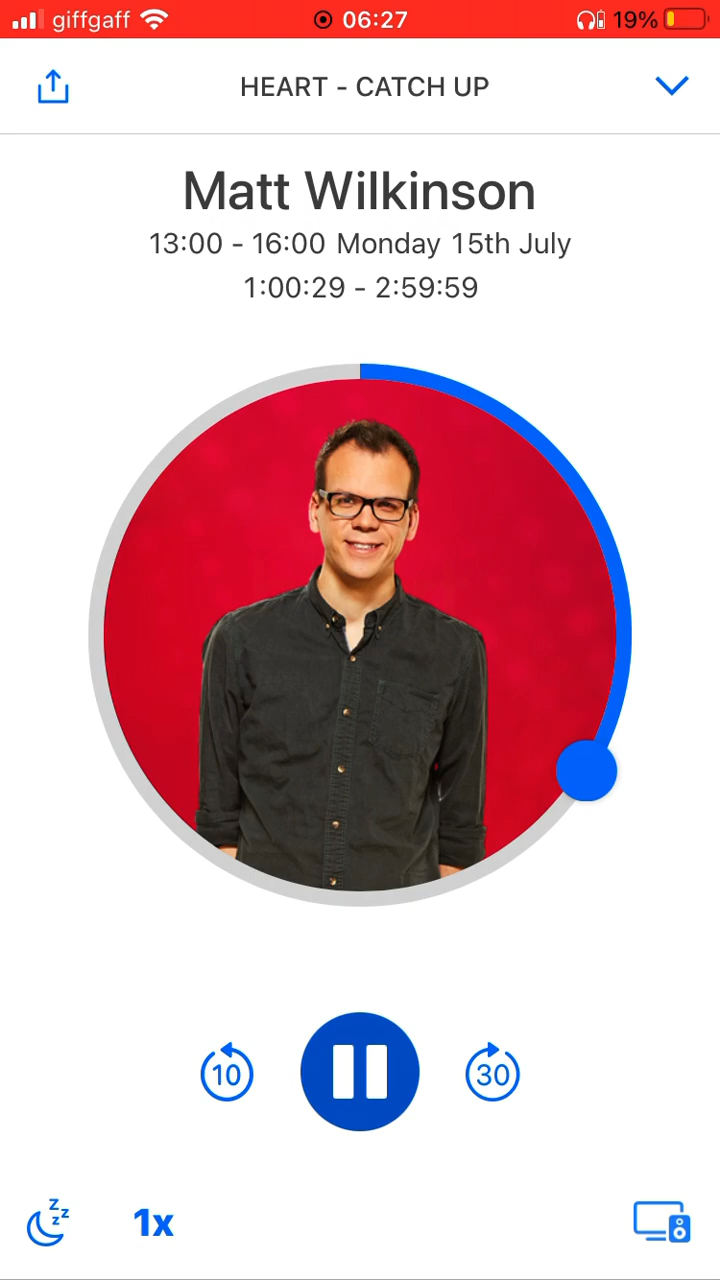 giffgaff 06:27 19%
HEART - CATCH UP
Matt Wilkinson
13:00 - 16:00 Monday 15th July
1:00:29 - 2:59:59
10 30
zzzz 1x